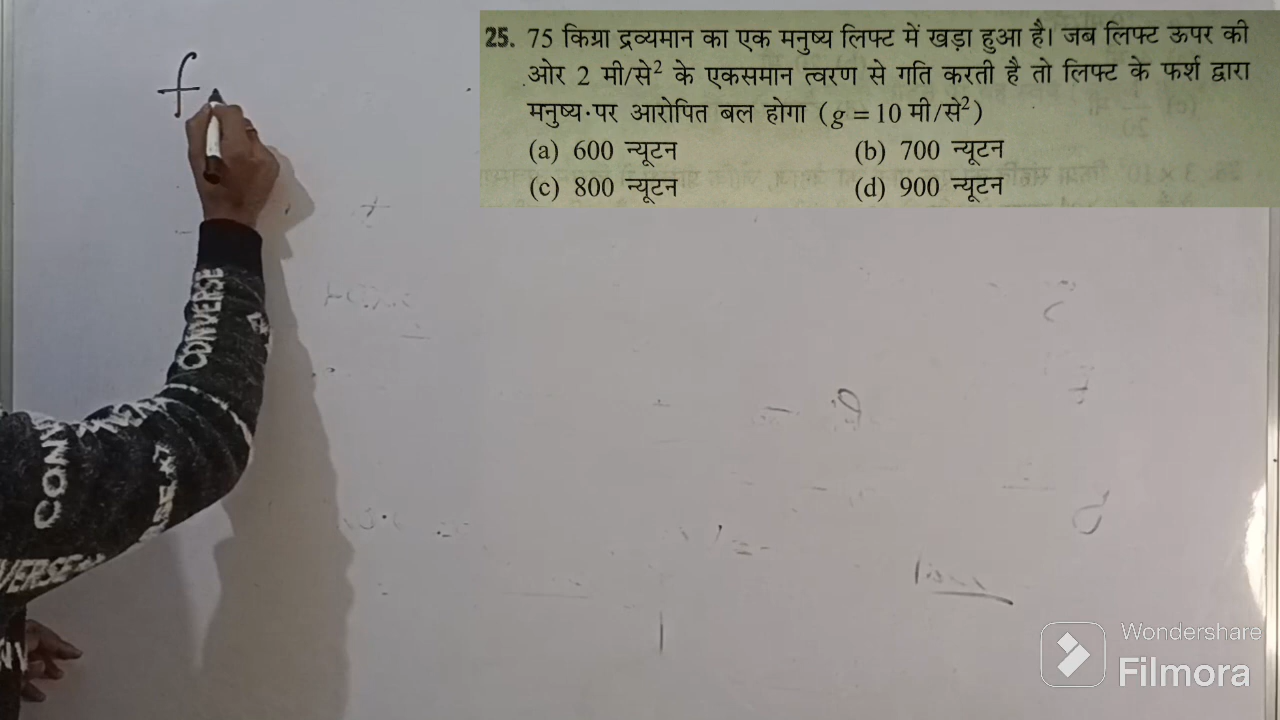 25. 75 किग्रा द्रव्यमान का एक मनुष्य लिफ्ट में खड़ा हुआ है। जब लिफ्ट ऊपर की
ओर 2 मी/से² के एकसमान त्वरण से गति करती है तो लिफ्ट के फर्श द्वारा
मनुष्य पर आरोपित बल होगा (g = 10 मी/से²)
(a) 600 न्यूटन (b) 700 न्यूटन
(c) 800 न्यूटन (d) 900 न्यूटन
f
CONVERSE
Wondershare
Filmora